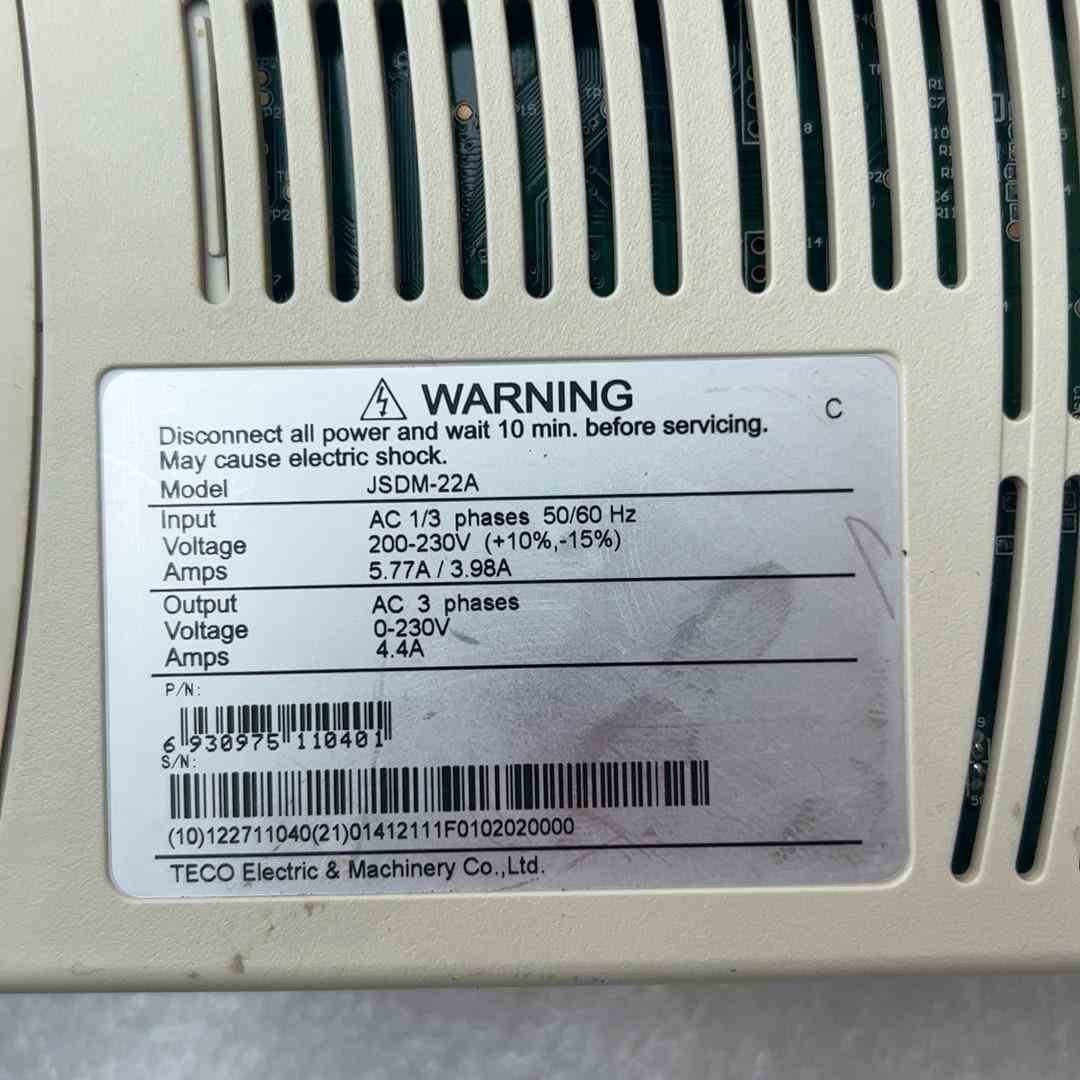 WARNING
C
Disconnect all power and wait 10 min. before servicing.
May cause electric shock.
Model JSDM-22A
Input AC 1/3 phases 50/60 Hz
Voltage 200-230V (+10%,-15%)
Amps 5.77A / 3.98A
Output AC 3 phases
Voltage 0-230V
Amps 4.4A
P/N:
6 930975 110401
S/N:
(10)122711040(21)01412111F0102020000
TECO Electric & Machinery Co.,Ltd.